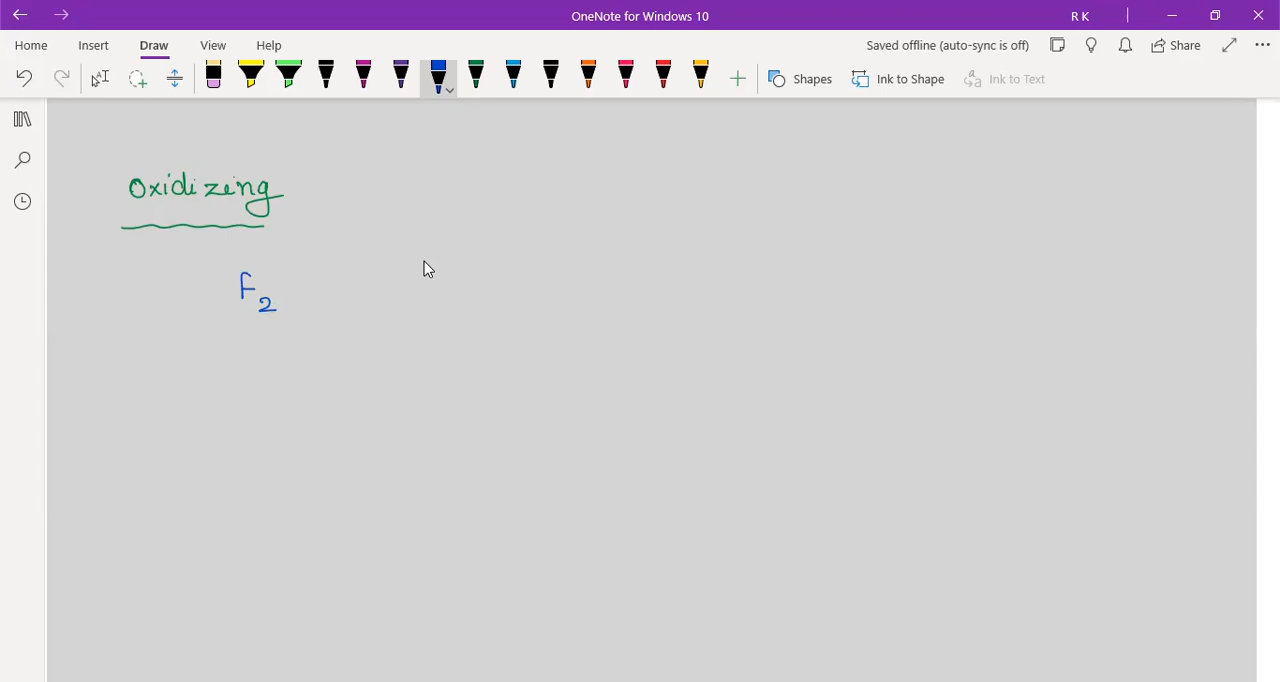 OneNote for Windows 10
R K
Home Insert Draw View Help
Saved offline (auto-sync is off)
Share
Shapes
Ink to Shape
Ink to Text
Oxidizing
F2